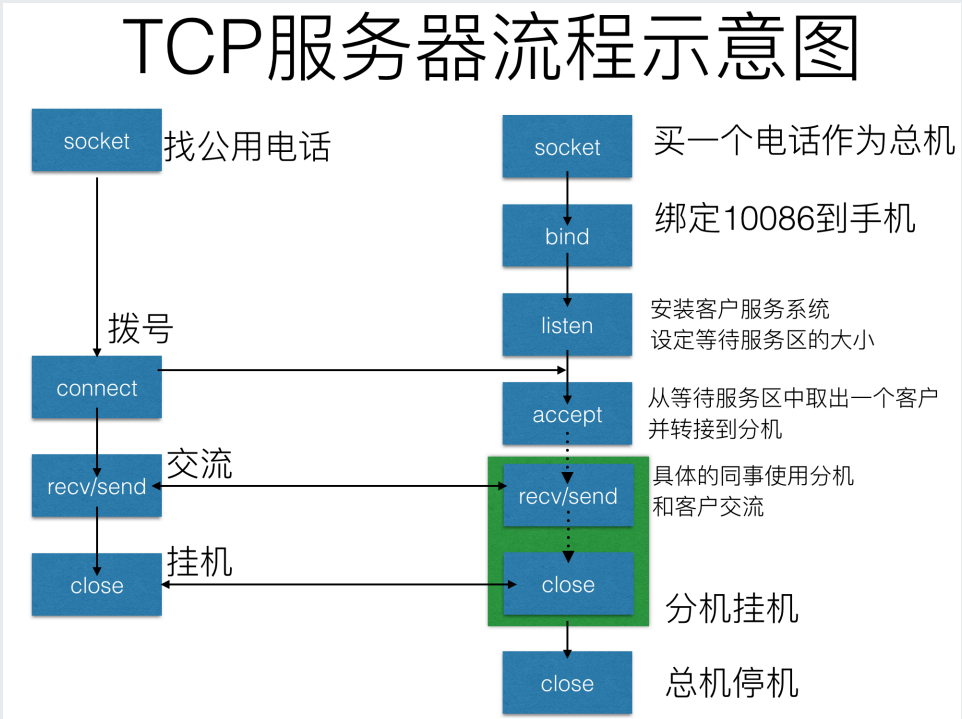 TCP服务器流程示意图
socket
找公用电话
socket
买一个电话作为总机
bind
绑定10086到手机
listen
安装客户服务系统
设定等待服务区的大小
拨号
connect
accept
从等待服务区中取出一个客户
并转接到分机
recv/send
交流
recv/send
具体的同事使用分机
和客户交流
close
挂机
close
分机挂机
close
总机停机